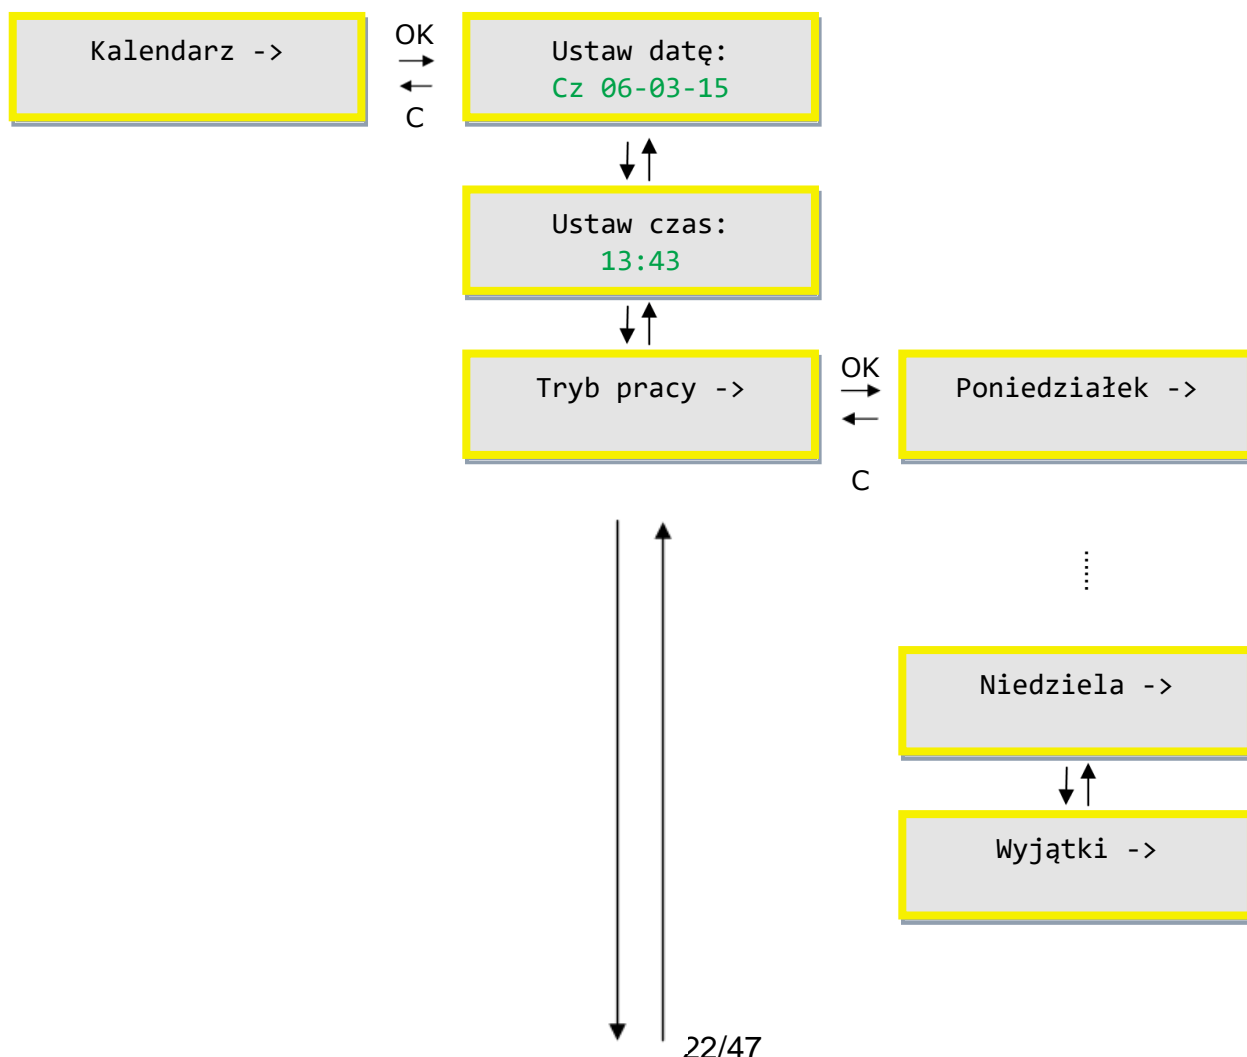 Kalendarz ->
OK
C
Ustaw datę:
Cz 06-03-15
Ustaw czas:
13:43
Tryb pracy ->
OK
C
Poniedziałek ->
Niedziela ->
Wyjątki ->
22/47